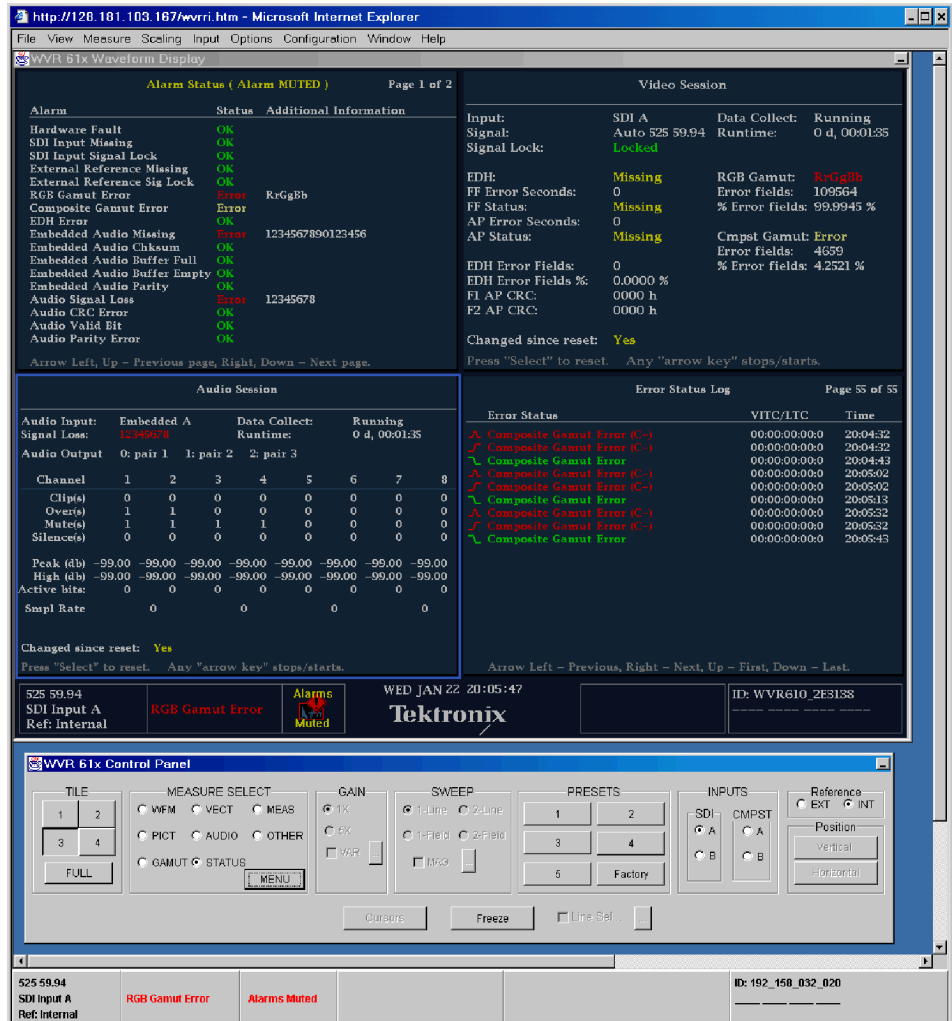 http://128.181.103.167/wvrri.htm - Microsoft Internet Explorer
File View Measure Scaling Input Options Configuration Window Help
WVR 61x Waveform Display
Alarm Status ( Alarm MUTED ) Page 1 of 2
Alarm Status Additional Information
Hardware Fault OK
SDI Input Missing OK
SDI Input Signal Lock OK
External Reference Missing OK
External Reference Sig Lock OK
RGB Gamut Error Error RrGgBb
Composite Gamut Error Error
EDH Error OK
Embedded Audio Missing Error 1234567890123456
Embedded Audio Chksum OK
Embedded Audio Buffer Full OK
Embedded Audio Buffer Empty OK
Embedded Audio Parity OK
Audio Signal Loss Error 12345678
Audio CRC Error OK
Audio Valid Bit OK
Audio Parity Error OK
Arrow Left, Up – Previous page, Right, Down – Next page.
Video Session
Input: SDI A Data Collect: Running
Signal: Auto 525 59.94 Runtime: 0 d, 00:01:35
Signal Lock: Locked
EDH: Missing RGB Gamut: RrGgBb
FF Error Seconds: 0 Error fields: 109564
FF Status: Missing % Error fields: 99.9945 %
AP Error Seconds: 0
AP Status: Missing Cmpst Gamut: Error
Error fields: 4659
EDH Error Fields: 0 % Error fields: 4.2521 %
EDH Error Fields %: 0.0000 %
F1 AP CRC: 0000 h
F2 AP CRC: 0000 h
Changed since reset: Yes
Press "Select" to reset. Any "arrow key" stops/starts.
Audio Session
Audio Input: Embedded A Data Collect: Running
Signal Loss: 12345678 Runtime: 0 d, 00:01:35
Audio Output 0: pair 1 1: pair 2 2: pair 3
Channel 1 2 3 4 5 6 7 8
Clip(s) 0 0 0 0 0 0 0 0
Over(s) 1 1 0 0 0 0 0 0
Mute(s) 1 1 1 1 0 0 0 0
Silence(s) 0 0 0 0 0 0 0 0
Peak (db) –99.00 –99.00 –99.00 –99.00 –99.00 –99.00 –99.00 –99.00
High (db) –99.00 –99.00 –99.00 –99.00 –99.00 –99.00 –99.00 –99.00
Active bits: 0 0 0 0 0 0 0 0
Smpl Rate 0 0 0 0
Changed since reset: Yes
Press "Select" to reset. Any "arrow key" stops/starts.
Error Status Log Page 55 of 55
Error Status VITC/LTC Time
Composite Gamut Error (C–) 00:00:00:00:0 20:04:32
Composite Gamut Error (C–) 00:00:00:00:0 20:04:32
Composite Gamut Error 00:00:00:00:0 20:04:43
Composite Gamut Error (C–) 00:00:00:00:0 20:05:02
Composite Gamut Error (C–) 00:00:00:00:0 20:05:02
Composite Gamut Error 00:00:00:00:0 20:05:13
Composite Gamut Error (C–) 00:00:00:00:0 20:05:32
Composite Gamut Error (C–) 00:00:00:00:0 20:05:32
Composite Gamut Error 00:00:00:00:0 20:05:43
Arrow Left – Previous, Right – Next, Up – First, Down – Last.
525 59.94
SDI Input A
Ref: Internal
RGB Gamut Error
Alarms
Muted
WED JAN 22 20:05:47
Tektronix
ID: WVR610_2E3138
---- ---- ---- ----
WVR 61x Control Panel
TILE MEASURE SELECT GAIN SWEEP PRESETS INPUTS Reference
1 2 WFM VECT MEAS 1X 1-Line 2-Line 1 2 SDI CMPST EXT INT
3 4 PICT AUDIO OTHER 5X 1-Field 2-Field 3 4 A A Position
FULL GAMUT STATUS VAR ... MAG ... 5 Factory B B Vertical
MENU Horizontal
Cursors Freeze Line Sel... ...
525 59.94
SDI Input A
Ref: Internal
RGB Gamut Error
Alarms Muted
ID: 192_158_032_020
---- ---- ---- ----